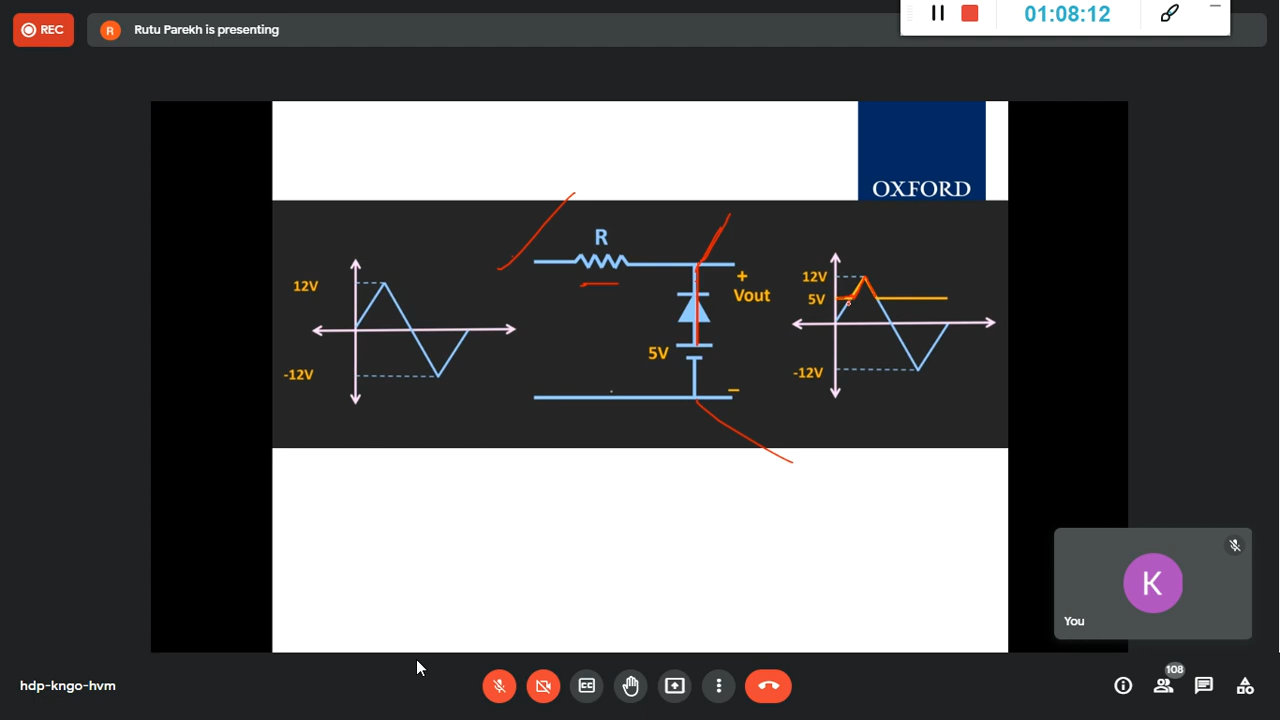 REC
R
Rutu Parekh is presenting
01:08:12
OXFORD
R
12V
-12V
5V
+
Vout
−
12V
5V
-12V
K
You
hdp-kngo-hvm
108